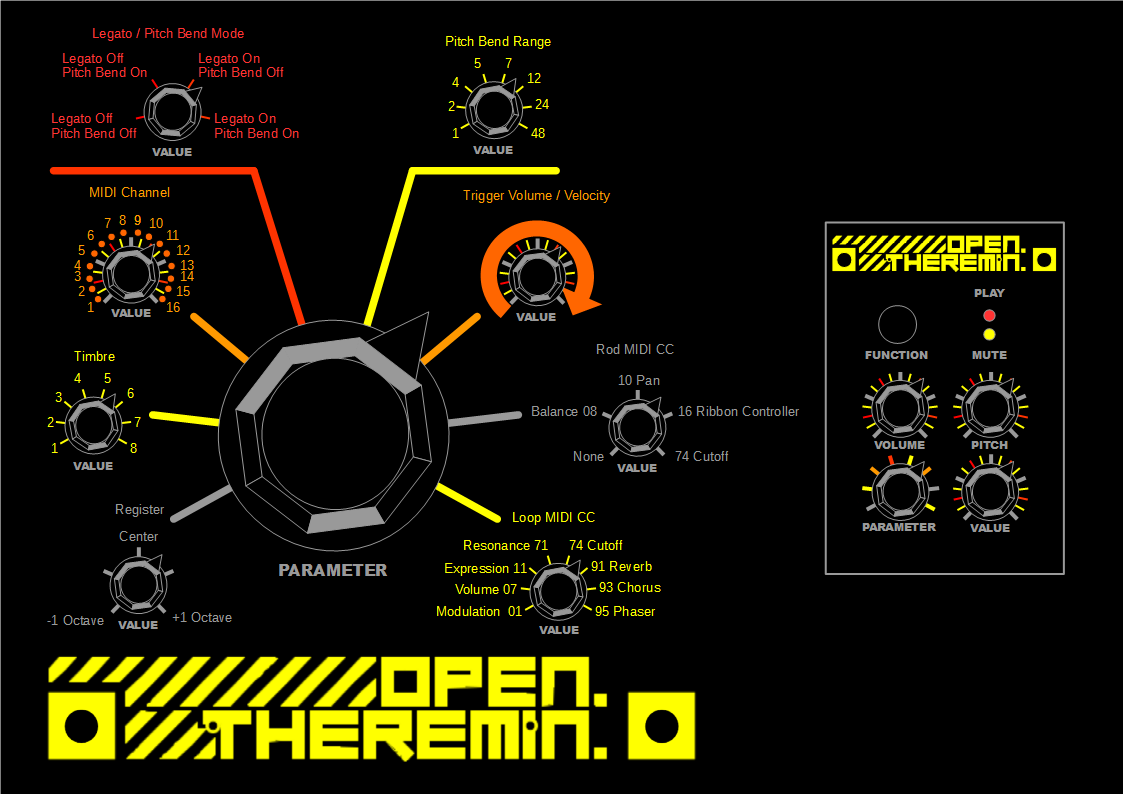 Legato / Pitch Bend Mode
Legato Off
Pitch Bend On
Legato On
Pitch Bend Off
Legato Off
Pitch Bend Off
Legato On
Pitch Bend On
VALUE
Pitch Bend Range
1
2
4
5
7
12
24
48
VALUE
MIDI Channel
1
2
3
4
5
6
7
8
9
10
11
12
13
14
15
16
VALUE
Trigger Volume / Velocity
VALUE
Timbre
1
2
3
4
5
6
7
8
VALUE
Rod MIDI CC
None
Balance 08
10 Pan
16 Ribbon Controller
74 Cutoff
VALUE
Register
Center
-1 Octave
+1 Octave
VALUE
PARAMETER
Loop MIDI CC
Resonance 71
74 Cutoff
Expression 11
91 Reverb
Volume 07
93 Chorus
Modulation 01
95 Phaser
VALUE
OPEN.
THEREMIN.
OPEN.
THEREMIN.
PLAY
FUNCTION
MUTE
VOLUME
PITCH
PARAMETER
VALUE